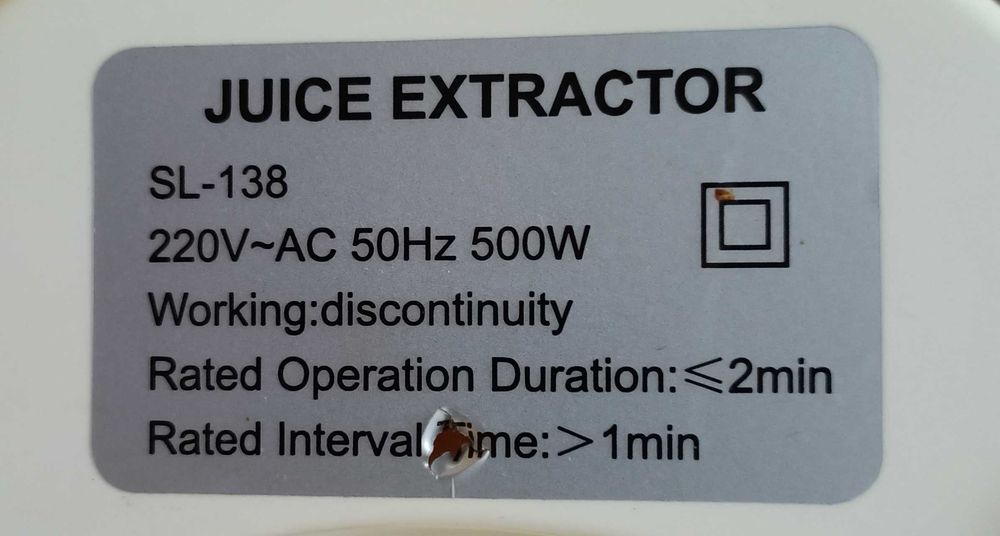 JUICE EXTRACTOR
SL-138
220V~AC 50Hz 500W
Working:discontinuity
Rated Operation Duration:≤2min
Rated Interval Time:>1min